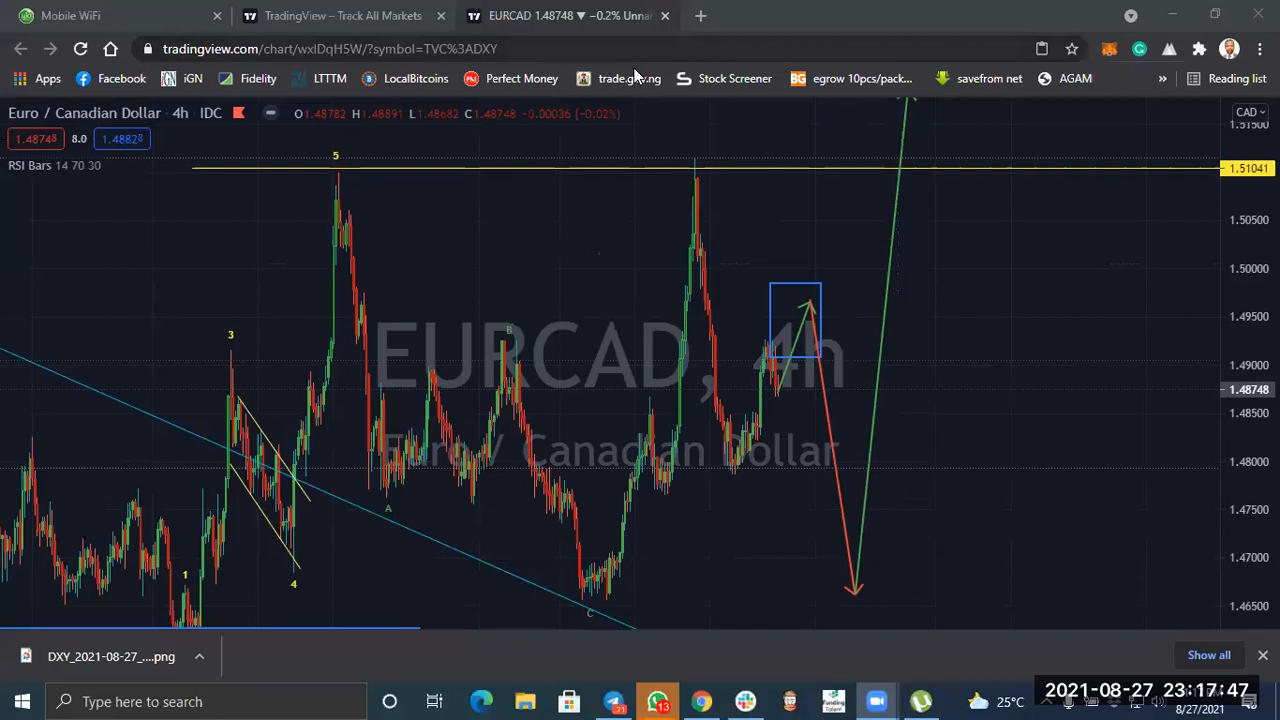 Mobile WiFi
TradingView – Track All Markets
EURCAD 1.48748 ▼ −0.2% Unna
tradingview.com/chart/wxlDqH5W/?symbol=TVC%3ADXY
Apps
Facebook
iGN
Fidelity
LTTTM
LocalBitcoins
Perfect Money
trade.gov.ng
Stock Screener
egrow 10pcs/pack...
savefrom net
AGAM
»
Reading list
Euro / Canadian Dollar 4h IDC
O1.48782 H1.48891 L1.48682 C1.48748 −0.00036 (−0.02%)
CAD
1.48748 8.0 1.48828
RSI Bars 14 70 30
1.51500
1.51041
1.50500
1.50000
1.49500
1.49000
1.48748
1.48500
1.48000
1.47500
1.47000
1.46500
5
3
B
A
1
4
C
EURCAD, 4h
Euro / Canadian Dollar
DXY_2021-08-27_....png
Show all
Type here to search
21
13
Funding Talent
25°C
2021-08-27 23:17:47
8/27/2021